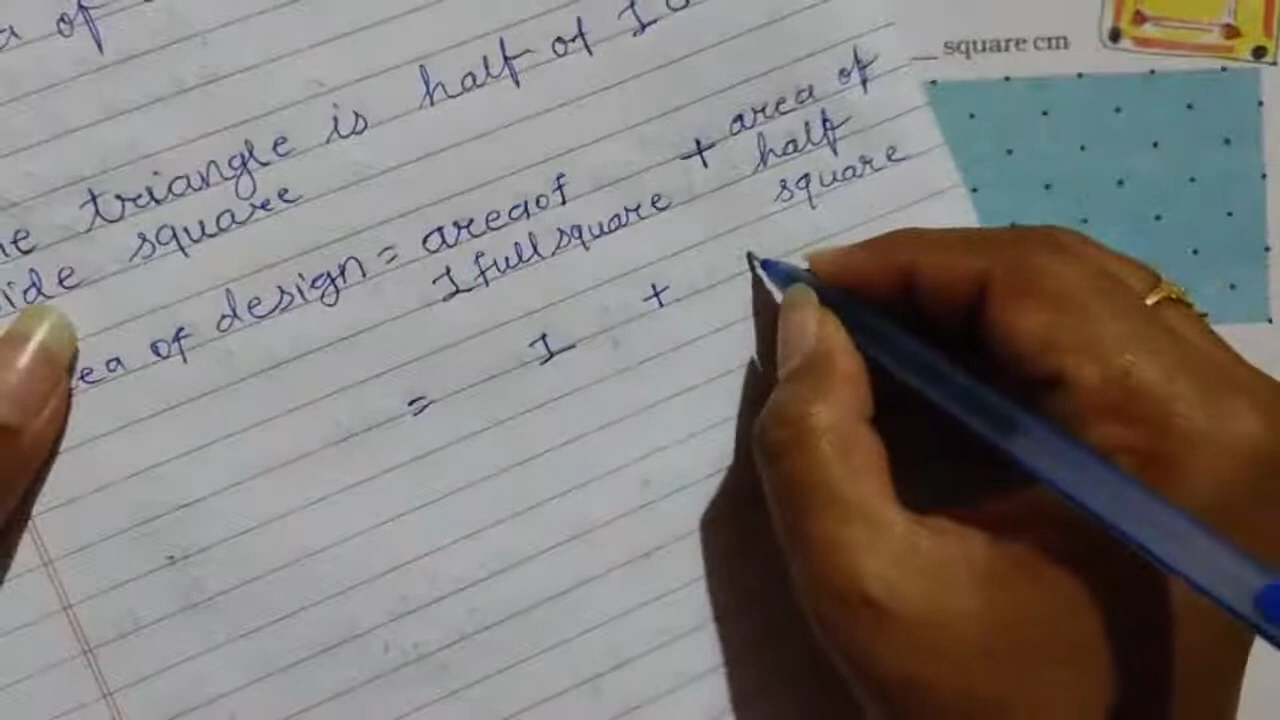 of
triangle is half of 1
side square
area of design = area of + area of
1 full square half
square
= 1 +
square cm